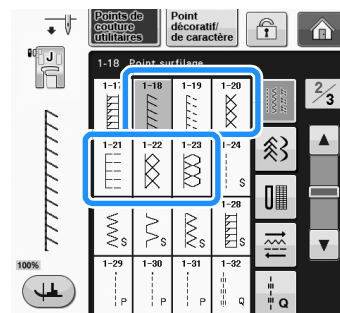 Points de
couture
utilitaires
Point
décoratif/
de caractère
J
1-18 Point surfilage
1-17 1-18 1-19 1-20
2/3
1-21 1-22 1-23 1-24
S
1-28
S S S S
1-29 1-30 1-31 1-32
P P P Q
Q
100%